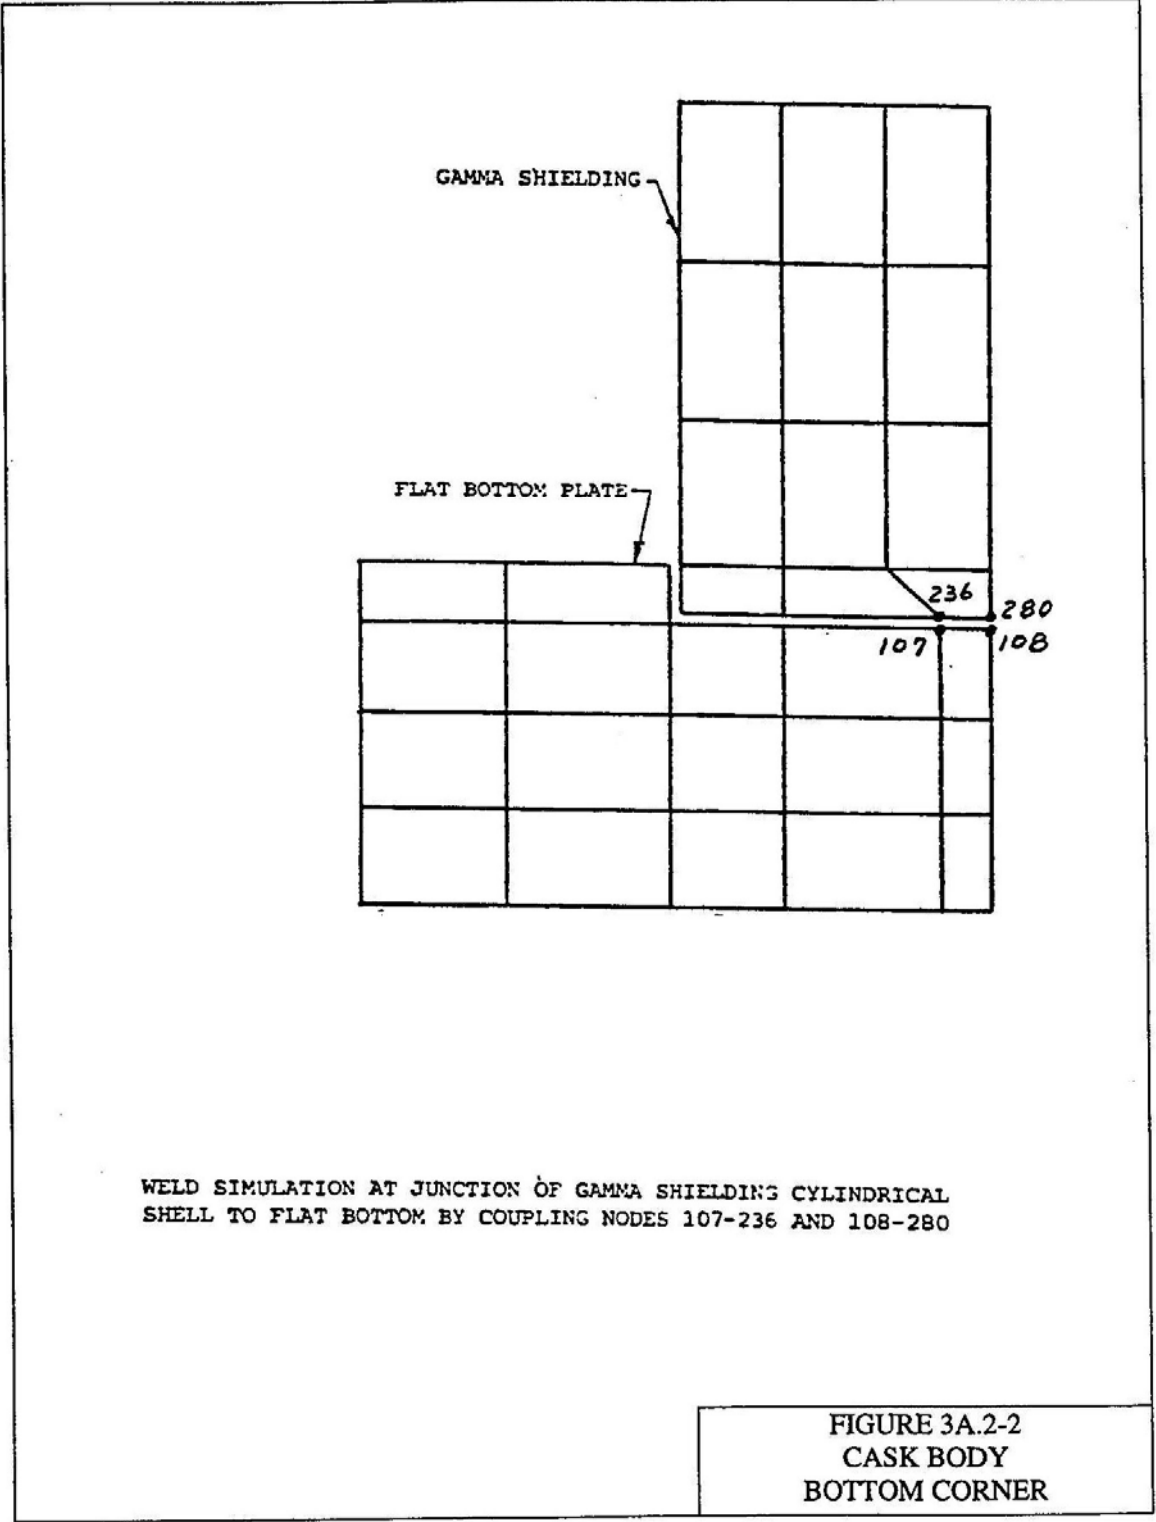 GAMMA SHIELDING
FLAT BOTTOM PLATE
236
280
107
108
WELD SIMULATION AT JUNCTION OF GAMMA SHIELDING CYLINDRICAL
SHELL TO FLAT BOTTOM BY COUPLING NODES 107-236 AND 108-280
FIGURE 3A.2-2
CASK BODY
BOTTOM CORNER